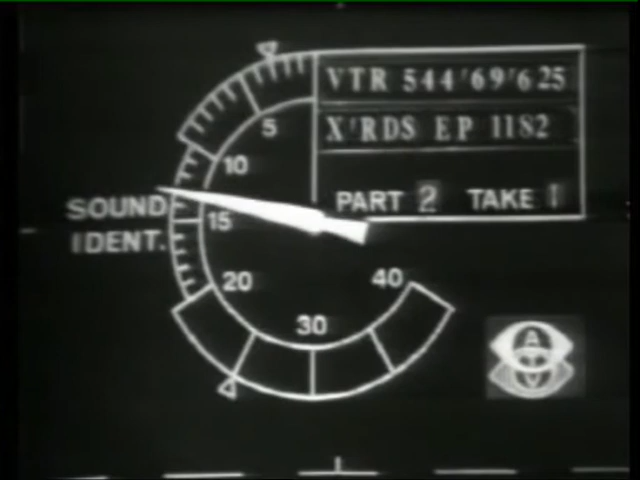 VTR 544'69'625
X'RDS EP 1182
PART 2 TAKE 1
5
10
SOUND
IDENT.
15
20
40
30
A
V